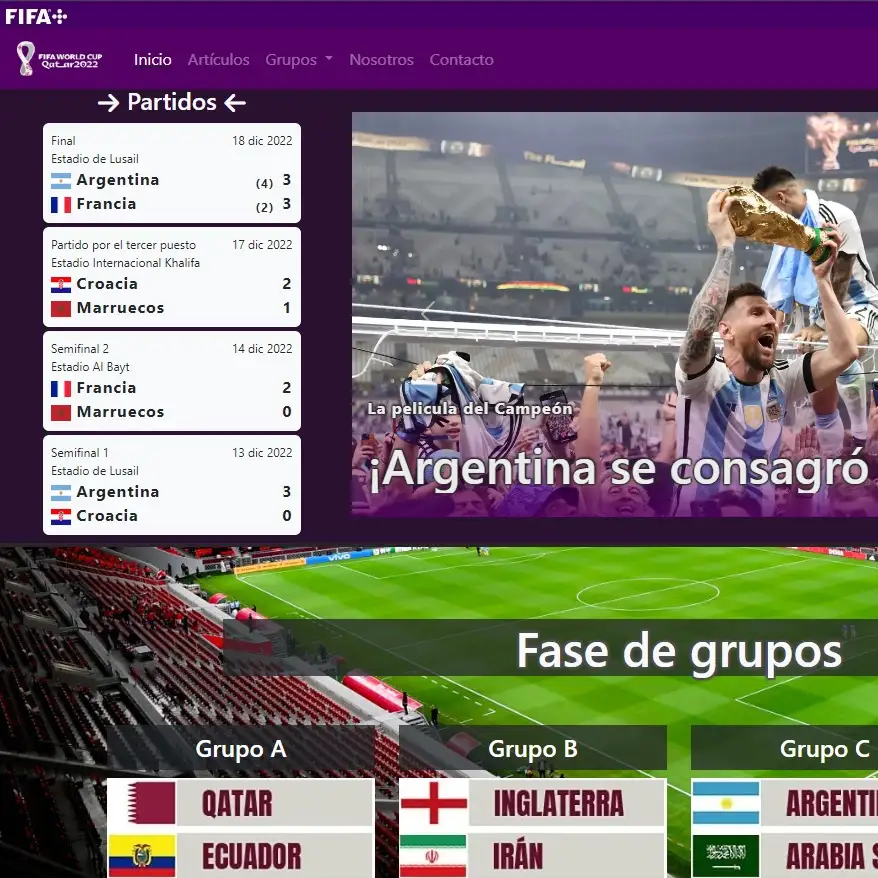 FIFA+
FIFA WORLD CUP
Qatar2022
Inicio Artículos Grupos Nosotros Contacto
→ Partidos ←
Final 18 dic 2022
Estadio de Lusail
Argentina (4) 3
Francia (2) 3
Partido por el tercer puesto 17 dic 2022
Estadio Internacional Khalifa
Croacia 2
Marruecos 1
Semifinal 2 14 dic 2022
Estadio Al Bayt
Francia 2
Marruecos 0
Semifinal 1 13 dic 2022
Estadio de Lusail
Argentina 3
Croacia 0
La pelicula del Campeón
¡Argentina se consagró
vivo
Fase de grupos
Grupo A Grupo B Grupo C
QATAR INGLATERRA ARGENTI
ECUADOR IRÁN ARABIA S